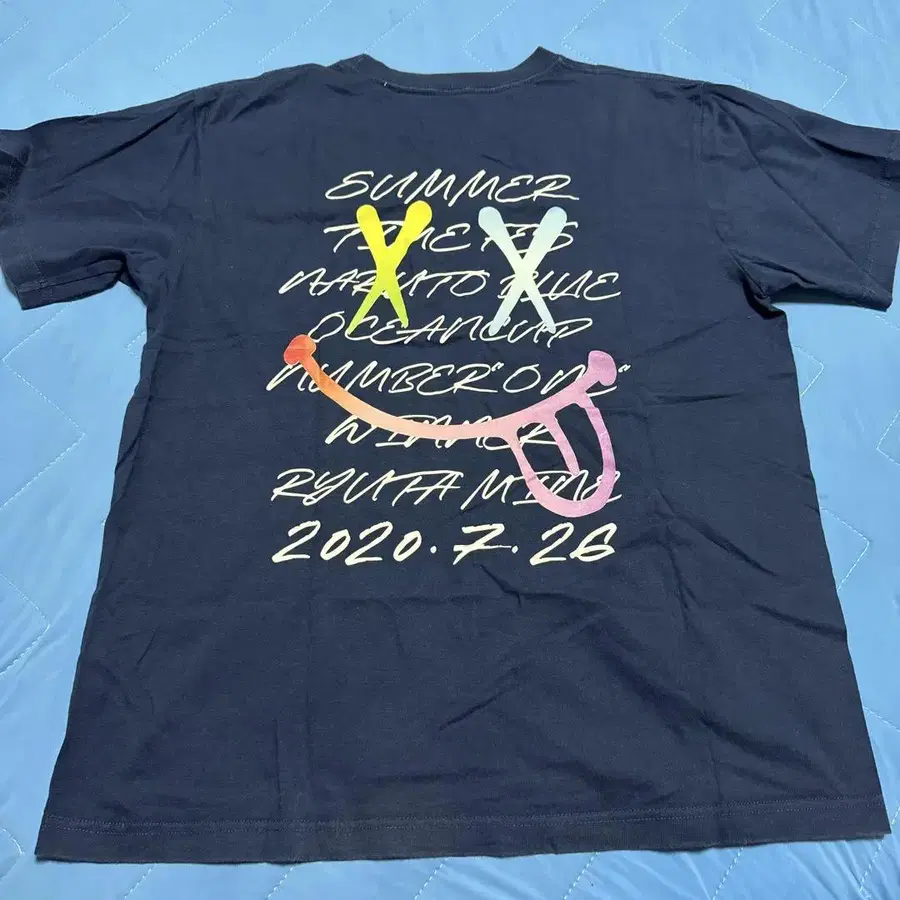 SUMMER
TIME FES
NARUTO BLUE
OCEANCUP
NUMBER"ONE"
WINNER
RYUTA MINE
2020.7.26